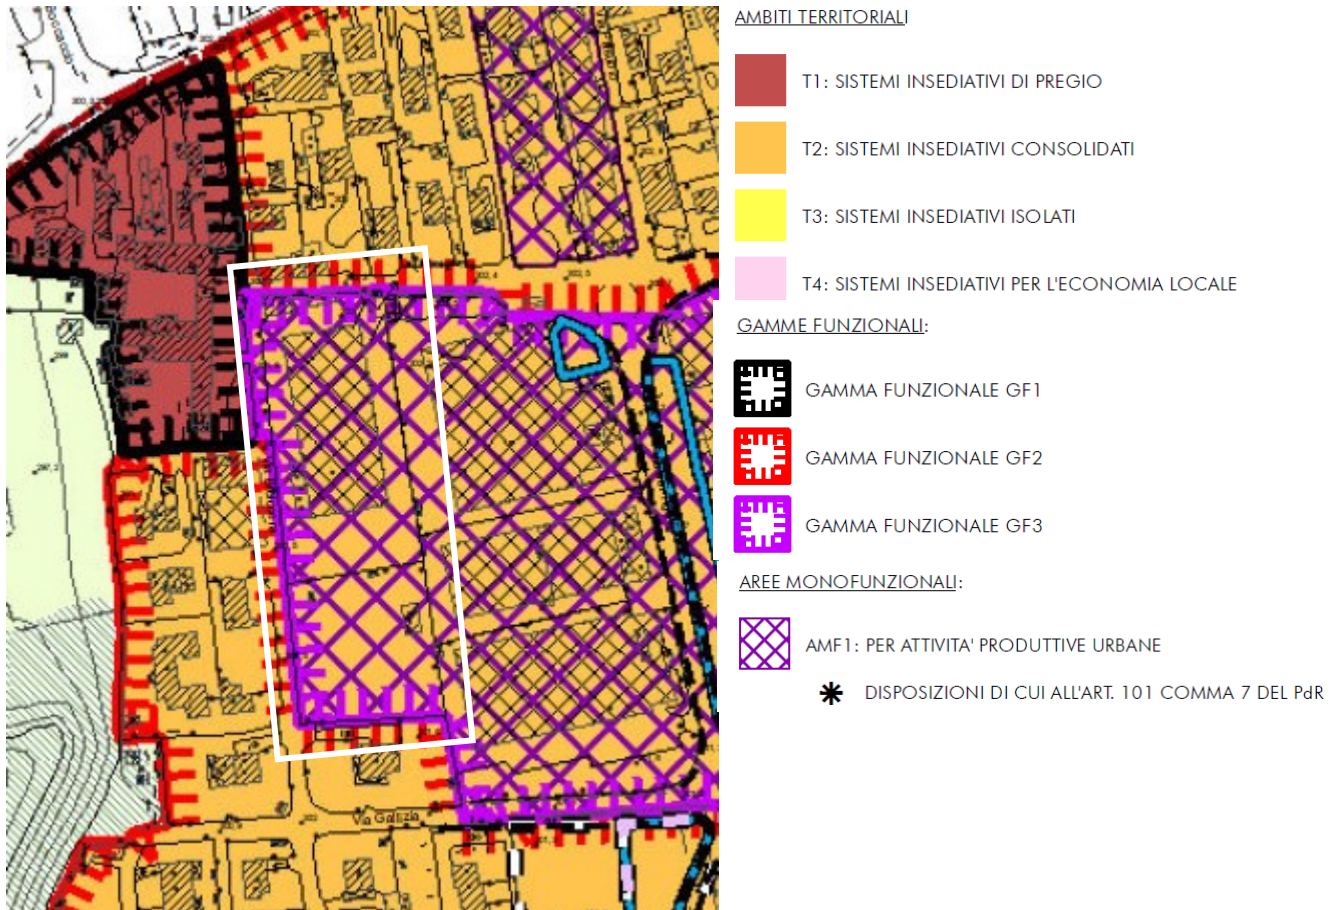 AMBITI TERRITORIALI
T1: SISTEMI INSEDIATIVI DI PREGIO
T2: SISTEMI INSEDIATIVI CONSOLIDATI
T3: SISTEMI INSEDIATIVI ISOLATI
T4: SISTEMI INSEDIATIVI PER L'ECONOMIA LOCALE
GAMME FUNZIONALI:
GAMMA FUNZIONALE GF1
GAMMA FUNZIONALE GF2
GAMMA FUNZIONALE GF3
AREE MONOFUNZIONALI:
AMF1: PER ATTIVITA' PRODUTTIVE URBANE
DISPOSIZIONI DI CUI ALL'ART. 101 COMMA 7 DEL PdR
Via Galizia